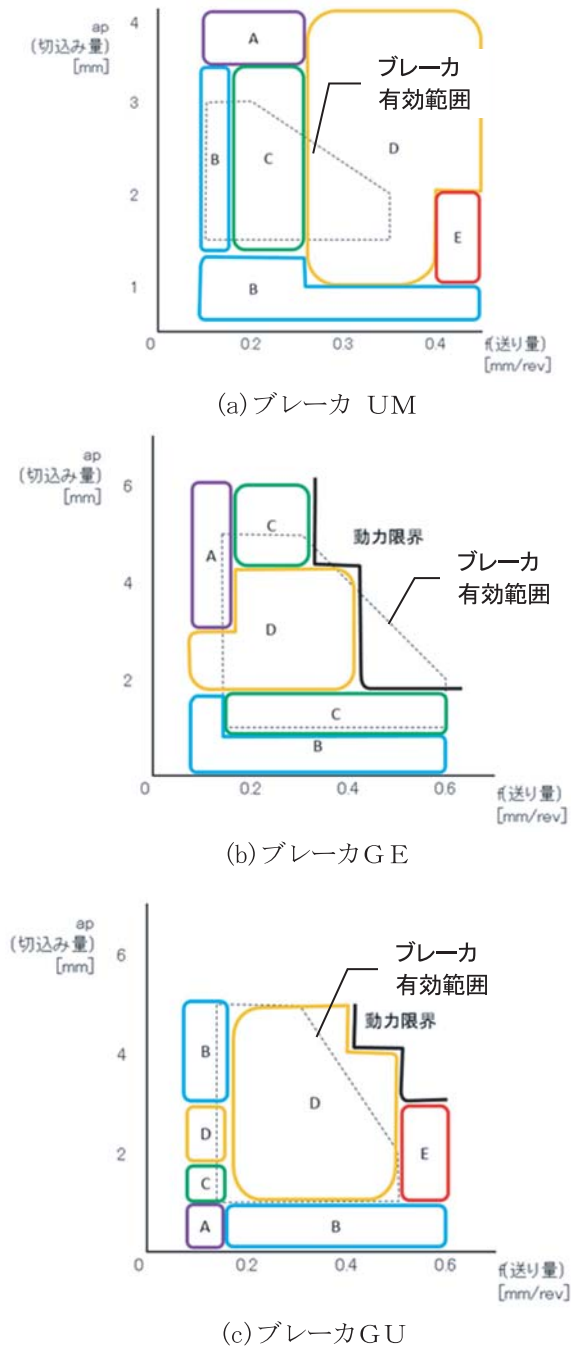 ap
(切込み量)
[mm]
4
3
2
1
0
0.2
0.3
0.4
f(送り量)
[mm/rev]
A
B
C
D
E
B
ブレーカ
有効範囲
(a)ブレーカ UM
ap
(切込み量)
[mm]
6
4
2
0
0.2
0.4
0.6
f(送り量)
[mm/rev]
A
C
D
C
B
動力限界
ブレーカ
有効範囲
(b)ブレーカGE
ap
(切込み量)
[mm]
6
4
2
0
0.2
0.4
0.6
f(送り量)
[mm/rev]
B
D
C
A
D
B
E
ブレーカ
有効範囲
動力限界
(c)ブレーカGU